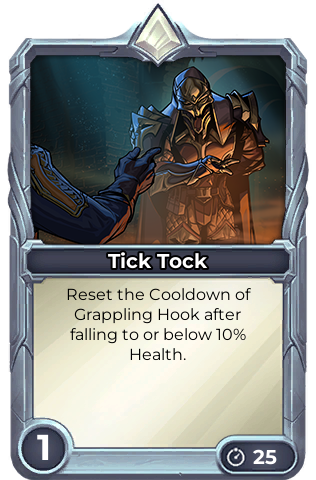 Tick Tock
Reset the Cooldown of
Grappling Hook after
falling to or below 10%
Health.
1
25